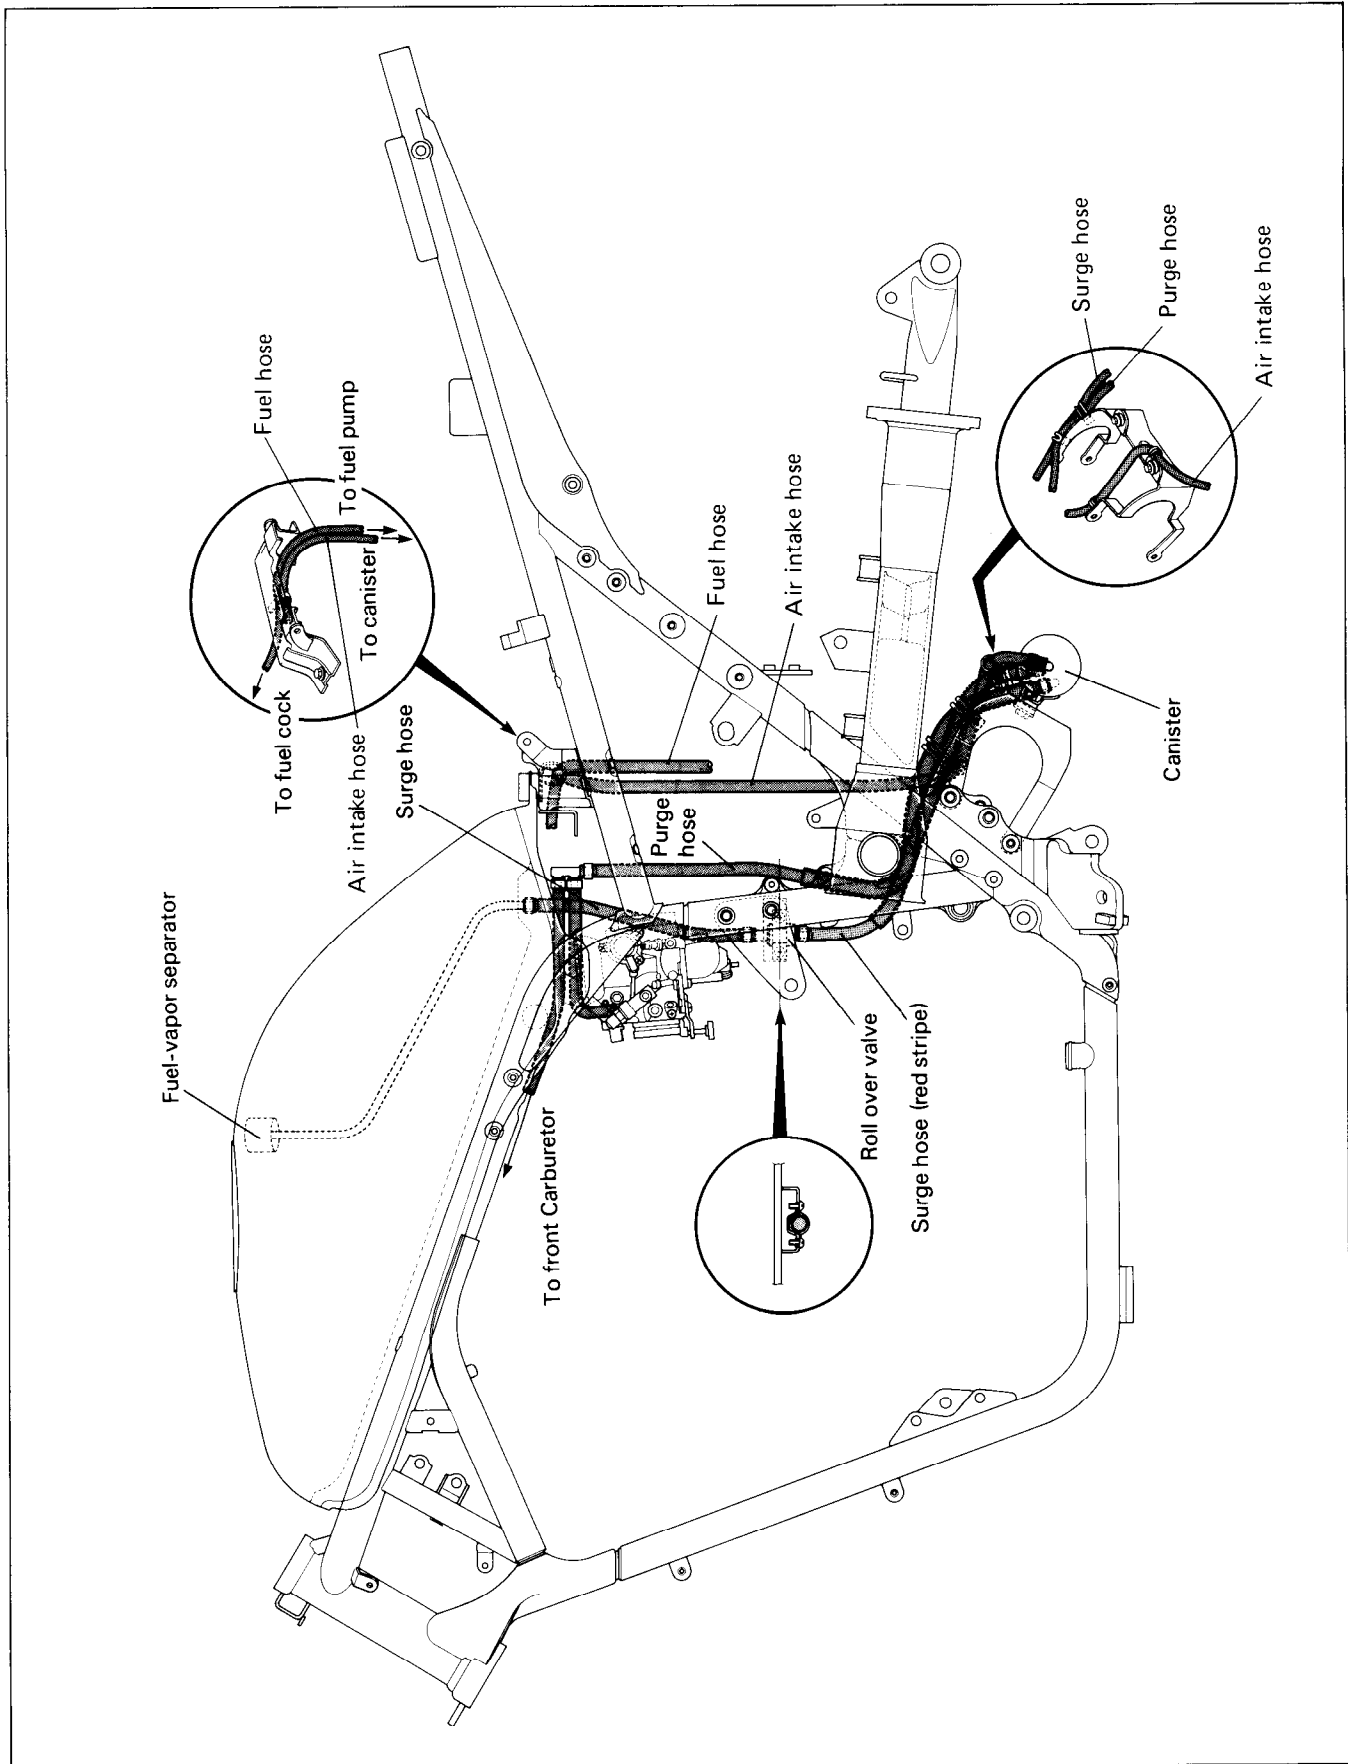 Fuel-vapor separator
To fuel cock
Air intake hose
Surge hose
To canister
To fuel pump
Fuel hose
To front Carburetor
Purge
hose
Fuel hose
Air intake hose
Roll over valve
Surge hose (red stripe)
Canister
Surge hose
Purge hose
Air intake hose